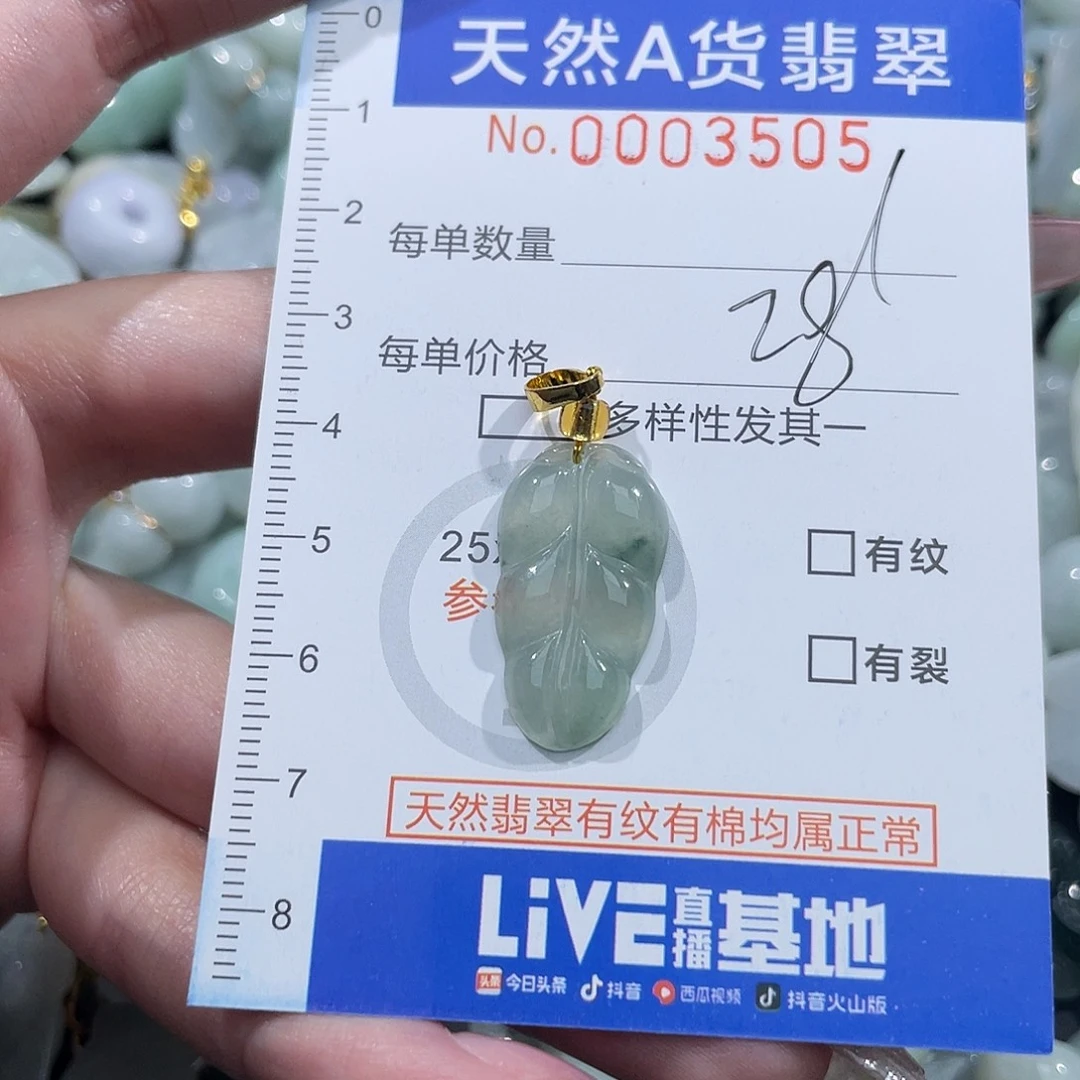 天然A货翡翠
No.0003505
0
1
2
3
4
5
6
7
8
每单数量
每单价格
28
多样性发其一
25
参
有纹
有裂
天然翡翠有纹有棉均属正常
LiVE直播基地
头条 今日头条 抖音 西瓜视频 抖音火山版